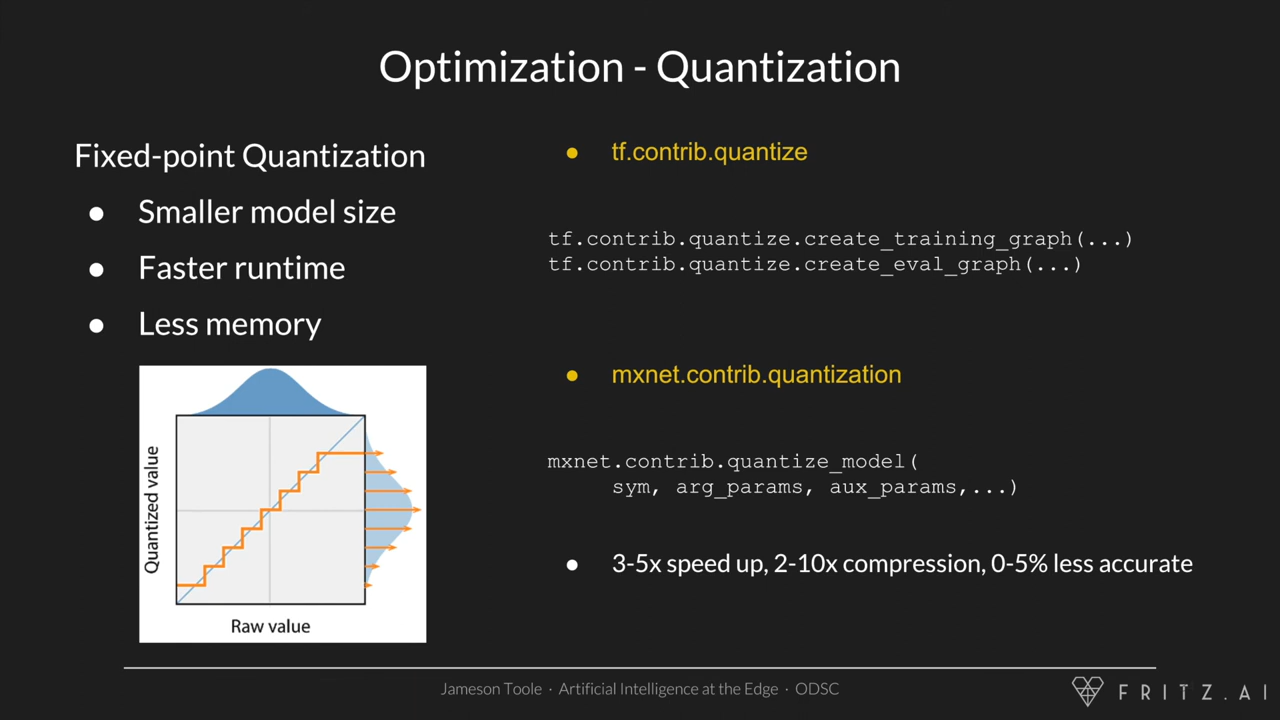 Optimization - Quantization
Fixed-point Quantization
● Smaller model size
● Faster runtime
● Less memory
Quantized value
Raw value
● tf.contrib.quantize
tf.contrib.quantize.create_training_graph(...)
tf.contrib.quantize.create_eval_graph(...)
● mxnet.contrib.quantization
mxnet.contrib.quantize_model(
sym, arg_params, aux_params,...)
● 3-5x speed up, 2-10x compression, 0-5% less accurate
Jameson Toole · Artificial Intelligence at the Edge · ODSC
FRITZ.AI